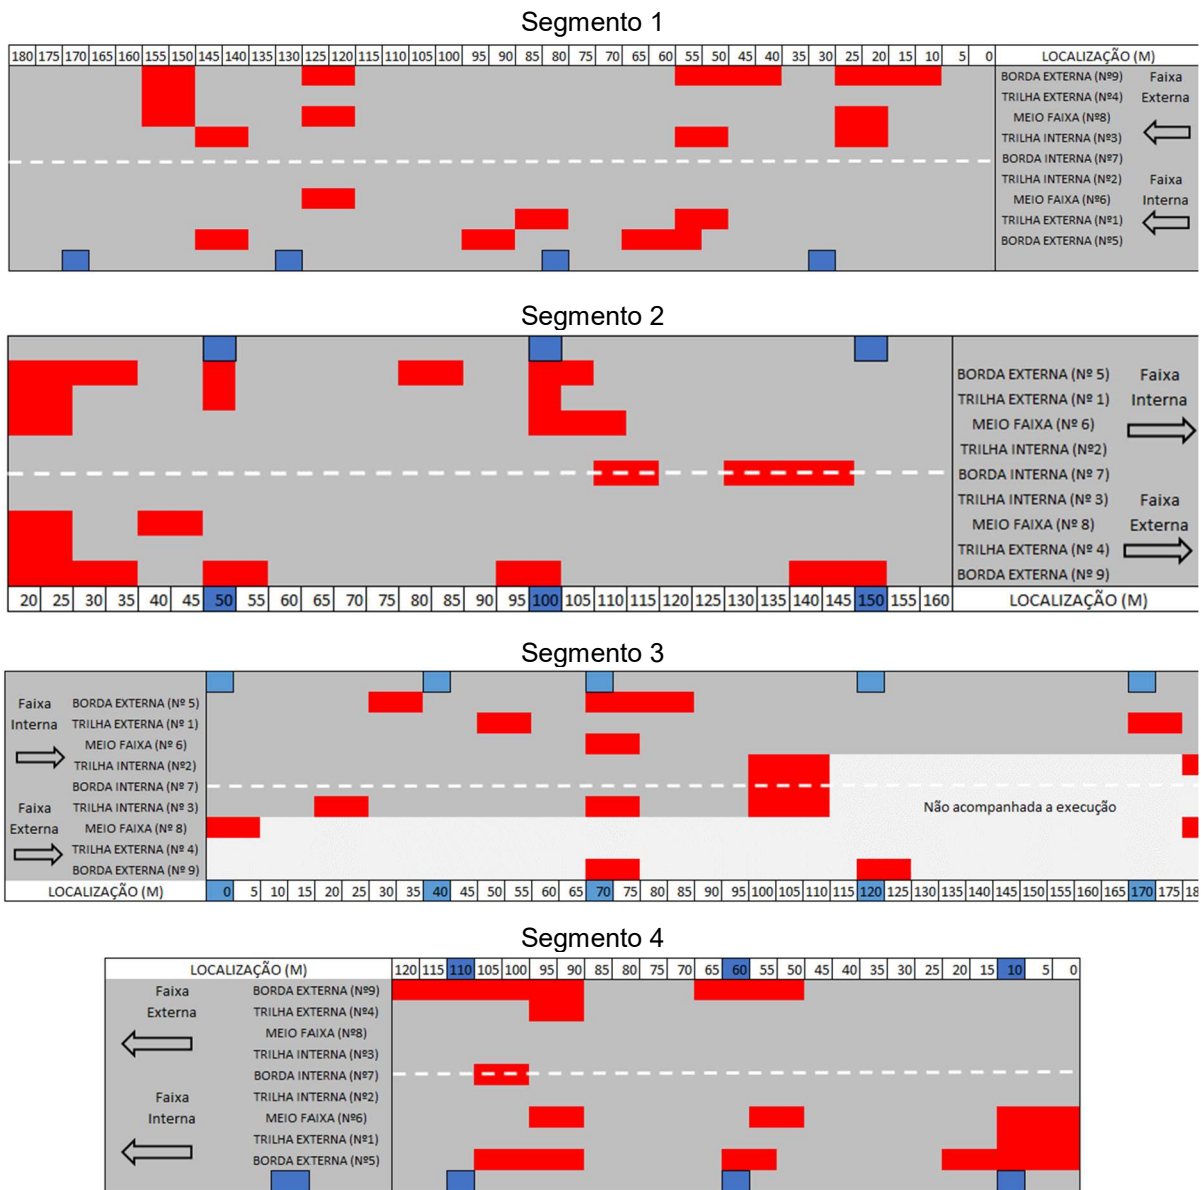 Segmento 1
180 175 170 165 160 155 150 145 140 135 130 125 120 115 110 105 100 95 90 85 80 75 70 65 60 55 50 45 40 35 30 25 20 15 10 5 0 LOCALIZAÇÃO (M)
BORDA EXTERNA (Nº9) Faixa
TRILHA EXTERNA (Nº4) Externa
MEIO FAIXA (Nº8)
TRILHA INTERNA (Nº3)
BORDA INTERNA (Nº7)
TRILHA INTERNA (Nº2) Faixa
MEIO FAIXA (Nº6) Interna
TRILHA EXTERNA (Nº1)
BORDA EXTERNA (Nº5)
Segmento 2
BORDA EXTERNA (Nº 5) Faixa
TRILHA EXTERNA (Nº 1) Interna
MEIO FAIXA (Nº 6)
TRILHA INTERNA (Nº2)
BORDA INTERNA (Nº 7)
TRILHA INTERNA (Nº 3) Faixa
MEIO FAIXA (Nº 8) Externa
TRILHA EXTERNA (Nº 4)
BORDA EXTERNA (Nº 9)
20 25 30 35 40 45 50 55 60 65 70 75 80 85 90 95 100 105 110 115 120 125 130 135 140 145 150 155 160 LOCALIZAÇÃO (M)
Segmento 3
Faixa BORDA EXTERNA (Nº 5)
Interna TRILHA EXTERNA (Nº 1)
MEIO FAIXA (Nº 6)
TRILHA INTERNA (Nº2)
BORDA INTERNA (Nº 7)
Faixa TRILHA INTERNA (Nº 3) Não acompanhada a execução
Externa MEIO FAIXA (Nº 8)
TRILHA EXTERNA (Nº 4)
BORDA EXTERNA (Nº 9)
LOCALIZAÇÃO (M) 0 5 10 15 20 25 30 35 40 45 50 55 60 65 70 75 80 85 90 95 100 105 110 115 120 125 130 135 140 145 150 155 160 165 170 175 18
Segmento 4
LOCALIZAÇÃO (M) 120 115 110 105 100 95 90 85 80 75 70 65 60 55 50 45 40 35 30 25 20 15 10 5 0
Faixa BORDA EXTERNA (Nº9)
Externa TRILHA EXTERNA (Nº4)
MEIO FAIXA (Nº8)
TRILHA INTERNA (Nº3)
BORDA INTERNA (Nº7)
Faixa TRILHA INTERNA (Nº2)
Interna MEIO FAIXA (Nº6)
TRILHA EXTERNA (Nº1)
BORDA EXTERNA (Nº5)